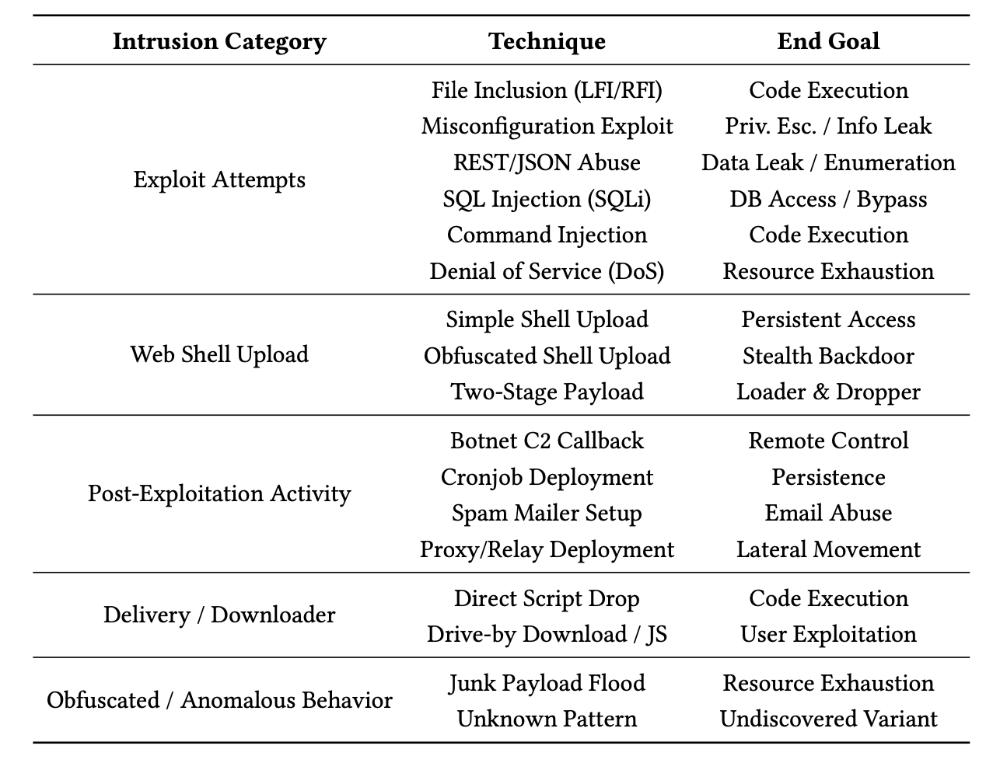 Intrusion Category Technique End Goal
File Inclusion (LFI/RFI) Code Execution
Misconfiguration Exploit Priv. Esc. / Info Leak
REST/JSON Abuse Data Leak / Enumeration
Exploit Attempts
SQL Injection (SQLi) DB Access / Bypass
Command Injection Code Execution
Denial of Service (DoS) Resource Exhaustion
Simple Shell Upload Persistent Access
Web Shell Upload Obfuscated Shell Upload Stealth Backdoor
Two-Stage Payload Loader & Dropper
Botnet C2 Callback Remote Control
Cronjob Deployment Persistence
Post-Exploitation Activity
Spam Mailer Setup Email Abuse
Proxy/Relay Deployment Lateral Movement
Direct Script Drop Code Execution
Delivery / Downloader
Drive-by Download / JS User Exploitation
Junk Payload Flood Resource Exhaustion
Obfuscated / Anomalous Behavior
Unknown Pattern Undiscovered Variant